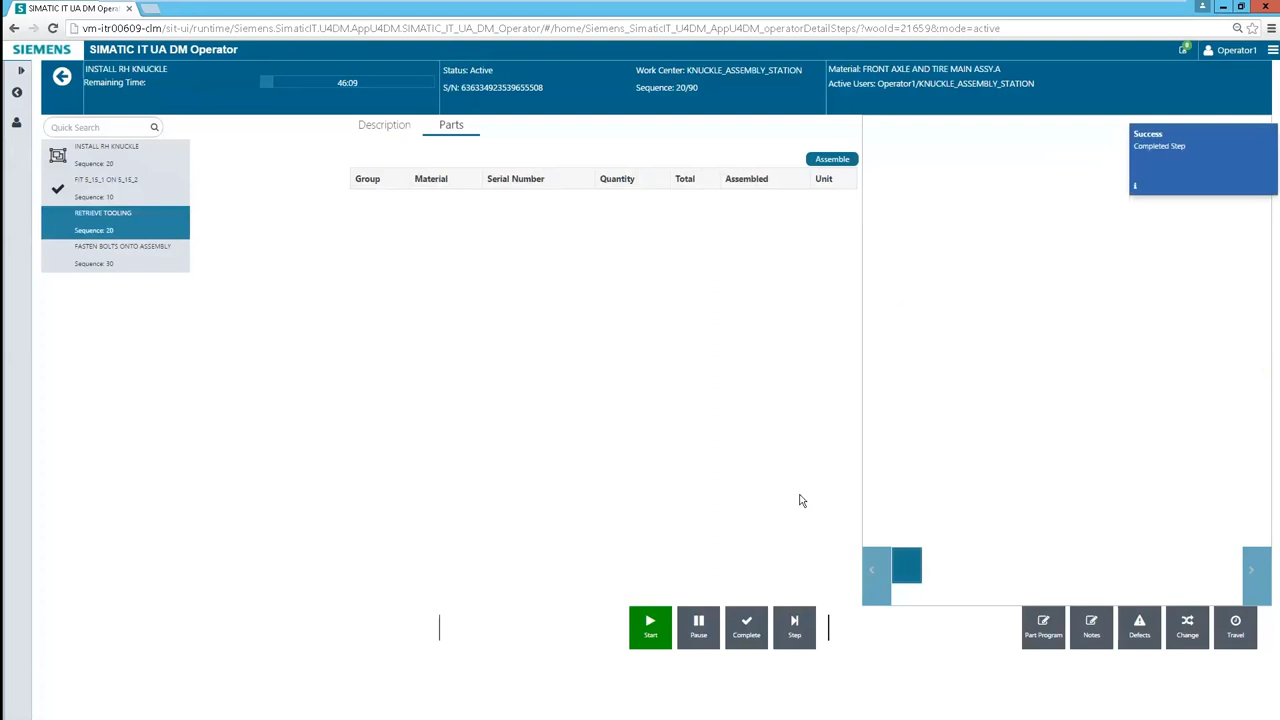 SIMATIC IT UA DM Operat
vm-itr00609-clm/sit-ui/runtime/Siemens.SimaticIT.U4DM.AppU4DM.SIMATIC_IT_UA_DM_Operator/#/home/Siemens_SimaticIT_U4DM_AppU4DM_operatorDetailSteps/?wooId=21659&mode=active
SIEMENS SIMATIC IT UA DM Operator
Operator1
INSTALL RH KNUCKLE
Remaining Time: 46:09
Status: Active
S/N: 636334923539655508
Work Center: KNUCKLE_ASSEMBLY_STATION
Sequence: 20/90
Material: FRONT AXLE AND TIRE MAIN ASSY.A
Active Users: Operator1/KNUCKLE_ASSEMBLY_STATION
Quick Search
INSTALL RH KNUCKLE
Sequence: 20
FIT 5_15_1 ON 5_15_2
Sequence: 10
RETRIEVE TOOLING
Sequence: 20
FASTEN BOLTS ONTO ASSEMBLY
Sequence: 30
Description Parts
Assemble
Group Material Serial Number Quantity Total Assembled Unit
Success
Completed Step
Start Pause Complete Step
Part Program Notes Defects Change Travel